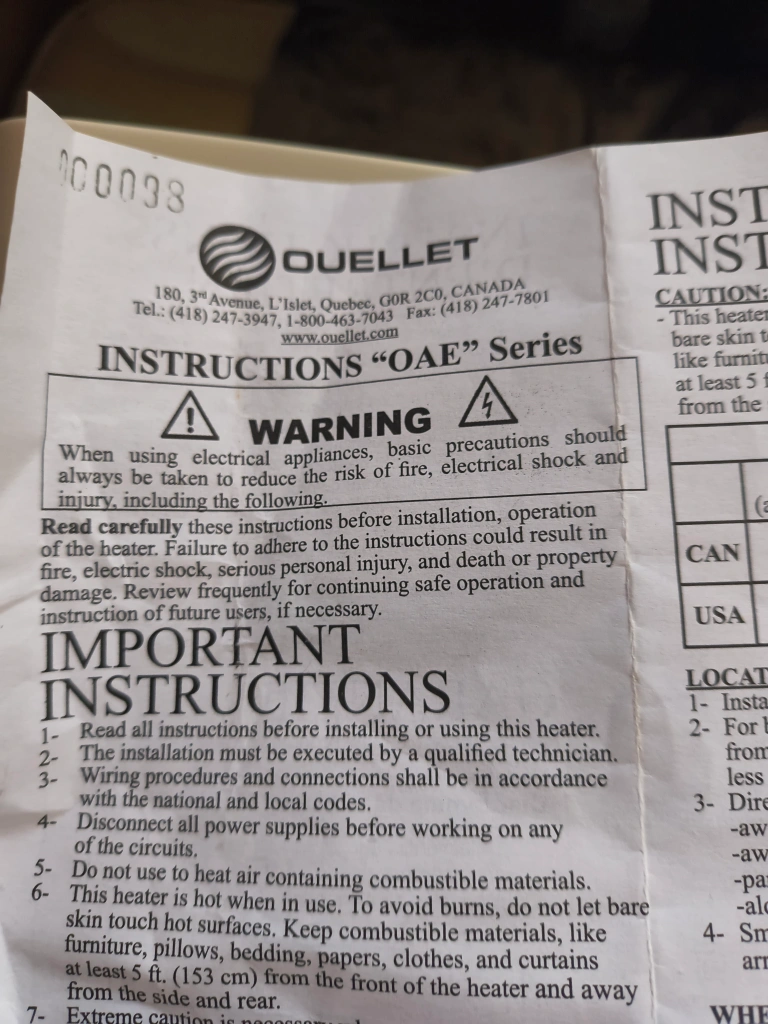 000038
OUELLET
180, 3rd Avenue, L'Islet, Quebec, G0R 2C0, CANADA
Tel.: (418) 247-3947, 1-800-463-7043 Fax: (418) 247-7801
www.ouellet.com
INSTRUCTIONS “OAE” Series
WARNING
When using electrical appliances, basic precautions should
always be taken to reduce the risk of fire, electrical shock and
injury, including the following.
Read carefully these instructions before installation, operation
of the heater. Failure to adhere to the instructions could result in
fire, electric shock, serious personal injury, and death or property
damage. Review frequently for continuing safe operation and
instruction of future users, if necessary.
IMPORTANT
INSTRUCTIONS
1- Read all instructions before installing or using this heater.
2- The installation must be executed by a qualified technician.
3- Wiring procedures and connections shall be in accordance
with the national and local codes.
4- Disconnect all power supplies before working on any
of the circuits.
5- Do not use to heat air containing combustible materials.
6- This heater is hot when in use. To avoid burns, do not let bare
skin touch hot surfaces. Keep combustible materials, like
furniture, pillows, bedding, papers, clothes, and curtains
at least 5 ft. (153 cm) from the front of the heater and away
from the side and rear.
7- Extreme caution is
INST
INST
CAUTION:
- This heater
bare skin t
like furnit
at least 5 f
from the
(a
CAN
USA
LOCAT
1- Insta
2- For b
from
less
3- Dire
-aw
-aw
-pa
-alo
4- Sm
arr
WHE